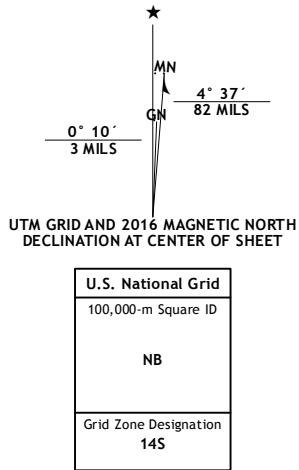 MN
4° 37´
82 MILS
GN
0° 10´
3 MILS
UTM GRID AND 2016 MAGNETIC NORTH
DECLINATION AT CENTER OF SHEET
U.S. National Grid
100,000-m Square ID
NB
Grid Zone Designation
14S